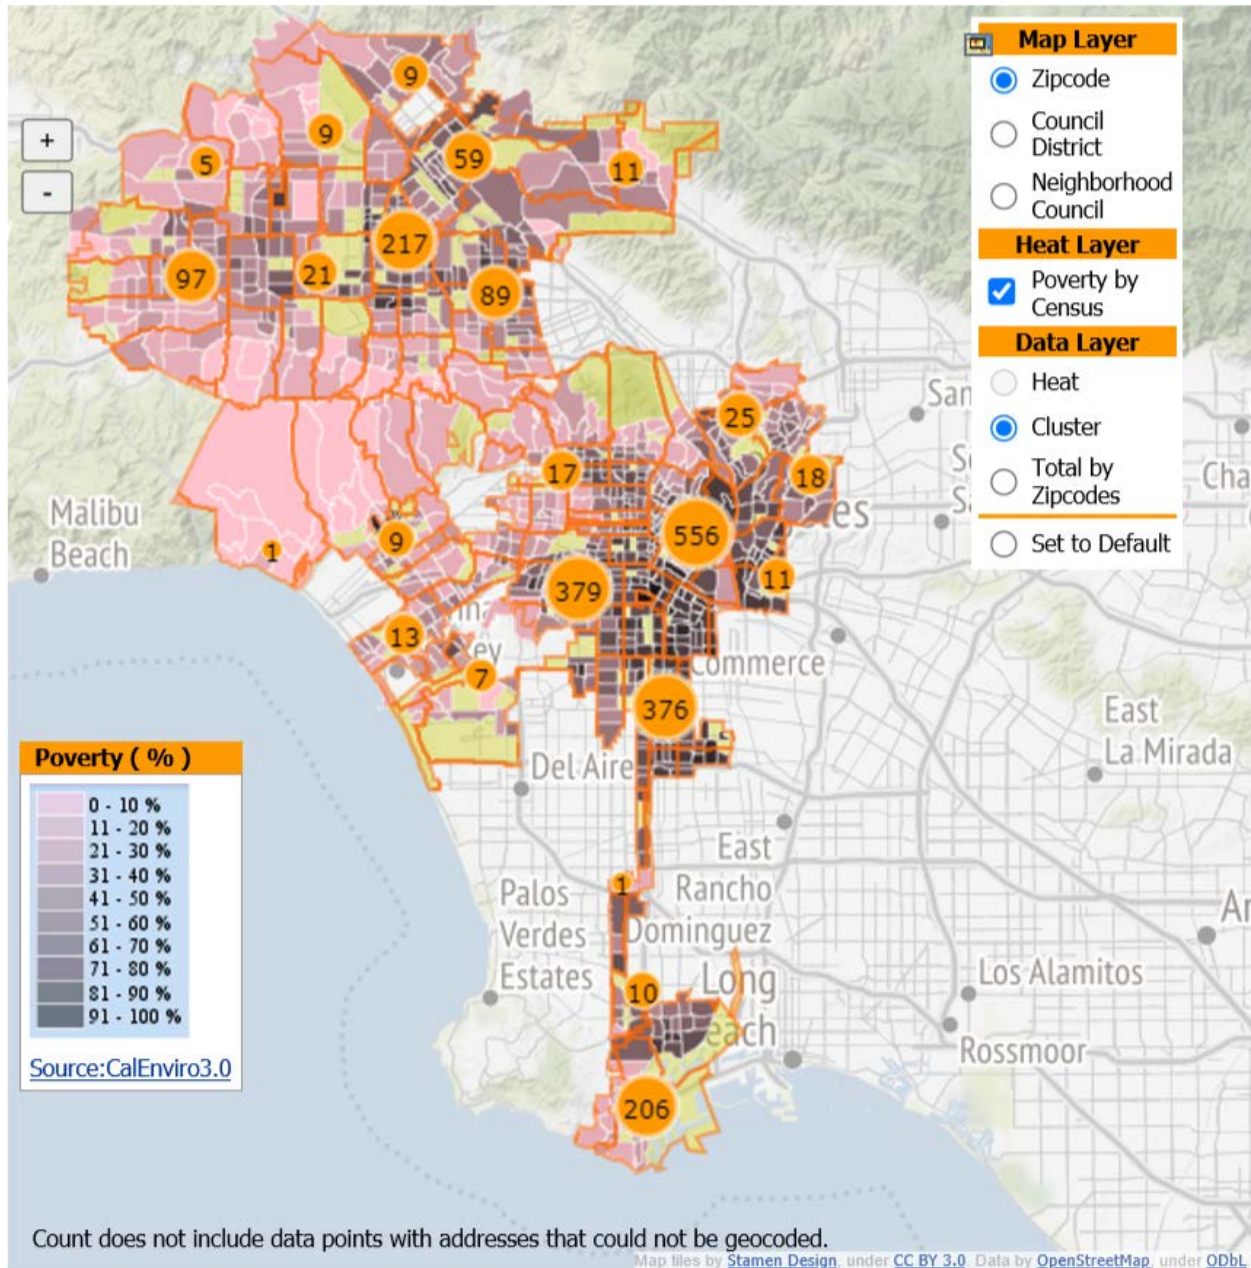 Map Layer
Zipcode
Council
District
Neighborhood
Council
Heat Layer
Poverty by
Census
Data Layer
Heat
Cluster
Total by
Zipcodes
Set to Default
+
-
9
9
5
59
11
217
97
21
89
25
17
18
556
9
1
379
11
13
7
376
1
10
206
Malibu
Beach
San
Cha
es
Commerce
East
La Mirada
Del Aire
East
Rancho
Dominguez
Palos
Verdes
Estates
Long
each
Los Alamitos
Rossmoor
Poverty ( % )
0 - 10 %
11 - 20 %
21 - 30 %
31 - 40 %
41 - 50 %
51 - 60 %
61 - 70 %
71 - 80 %
81 - 90 %
91 - 100 %
Source:CalEnviro3.0
Count does not include data points with addresses that could not be geocoded.
Map tiles by Stamen Design, under CC BY 3.0. Data by OpenStreetMap, under ODbL